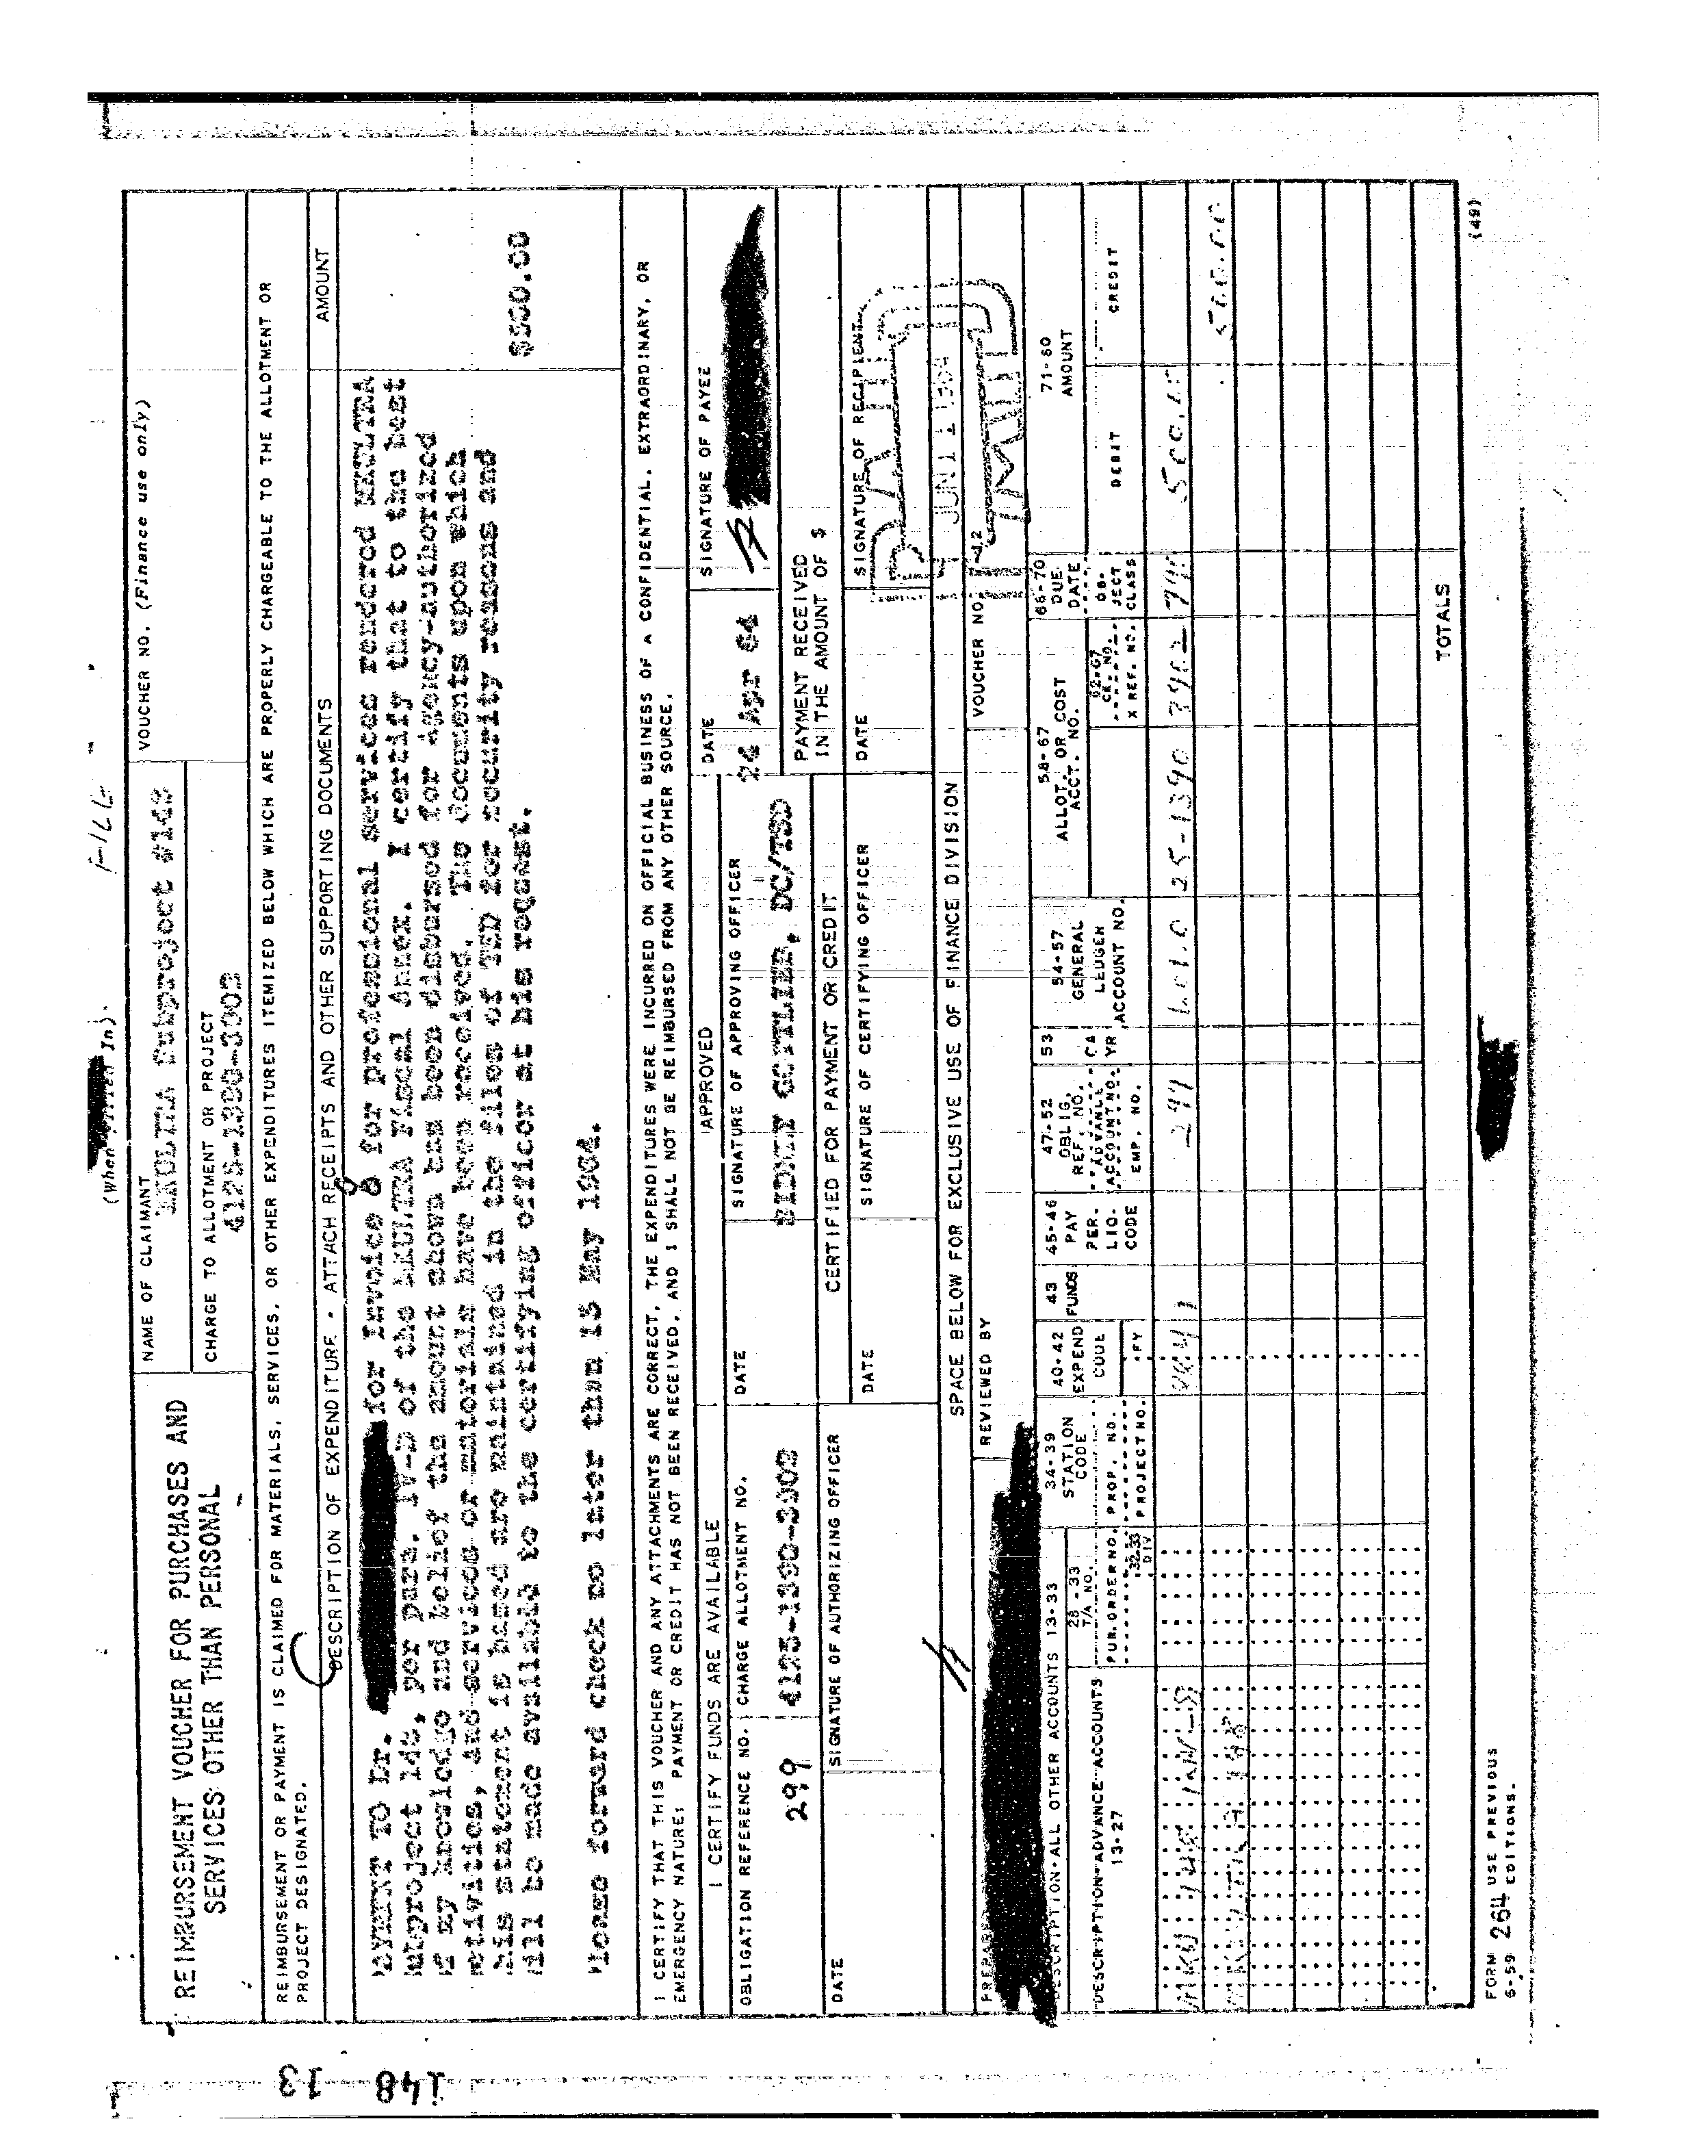 (When In).
FILE
REIMBURSEMENT VOUCHER FOR PURCHASES AND
SERVICES OTHER THAN PERSONAL
NAME OF CLAIMANT
MKULTRA Subproject #140
VOUCHER NO. (Finance use only)
CHARGE TO ALLOTMENT OR PROJECT
4125-1390-3902
REIMBURSEMENT OR PAYMENT IS CLAIMED FOR MATERIALS, SERVICES, OR OTHER EXPENDITURES ITEMIZED BELOW WHICH ARE PROPERLY CHARGEABLE TO THE ALLOTMENT OR
PROJECT DESIGNATED.
DESCRIPTION OF EXPENDITURE - ATTACH RECEIPTS AND OTHER SUPPORTING DOCUMENTS
AMOUNT
PAYMENT TO Dr. for Invoice 8 for professional services rendered MKULTRA
Subproject 140, per para. IV-D of the MKULTRA Fiscal Annex. I certify that to the best
of my knowledge and belief the amount shown has been disbursed for agency-authorized
activities, and services or materials have been received. The documents upon which
this statement is based are maintained in the files of TSD for security reasons and
will be made available to the certifying officer at his request.
$500.00
Please forward check no later than 15 May 1964.
I CERTIFY THAT THIS VOUCHER AND ANY ATTACHMENTS ARE CORRECT, THE EXPENDITURES WERE INCURRED ON OFFICIAL BUSINESS OF A CONFIDENTIAL, EXTRAORDINARY, OR
EMERGENCY NATURE; PAYMENT OR CREDIT HAS NOT BEEN RECEIVED, AND I SHALL NOT BE REIMBURSED FROM ANY OTHER SOURCE.
I CERTIFY FUNDS ARE AVAILABLE
APPROVED
DATE
SIGNATURE OF PAYEE
OBLIGATION REFERENCE NO.
CHARGE ALLOTMENT NO.
DATE
SIGNATURE OF APPROVING OFFICER
24 Apr 64
299
4125-1390-3902
SIDNEY GOTTLIEB, DC/TSD
PAYMENT RECEIVED
IN THE AMOUNT OF $
CERTIFIED FOR PAYMENT OR CREDIT
DATE
SIGNATURE OF AUTHORIZING OFFICER
DATE
SIGNATURE OF CERTIFYING OFFICER
DATE
SIGNATURE OF RECIPIENT
PAID
JUN 11 1964
SPACE BELOW FOR EXCLUSIVE USE OF FINANCE DIVISION
REVIEWED BY
VOUCHER NO.
DESCRIPTION-ALL OTHER ACCOUNTS 13-33
DESCRIPTION-ADVANCE ACCOUNTS
13-27
28 - 33
T/A NO.
PUR.ORDER NO.
32-33
DIV
34-39
STATION
CODE
PROP. NO.
PROJECT NO.
40-42
EXPEND
CODE
FY
43
FUNDS
45-46
PAY
PER.
LIQ.
CODE
47-52
OBLIG.
REF. NO.
ADVANCE
ACCOUNT NO.
EMP. NO.
53
CA
YR
54-57
GENERAL
LEDGER
ACCOUNT NO.
58-67
ALLOT. OR COST
ACCT. NO.
62-67
CK. NO.
X REF. NO.
66-70
DUE
DATE
OB-
JECT
CLASS
71-80
AMOUNT
DEBIT
CREDIT
299
25-1390
500.00
500.00
TOTALS
FORM 264 USE PREVIOUS
6-59 EDITIONS.
(49)
148 13